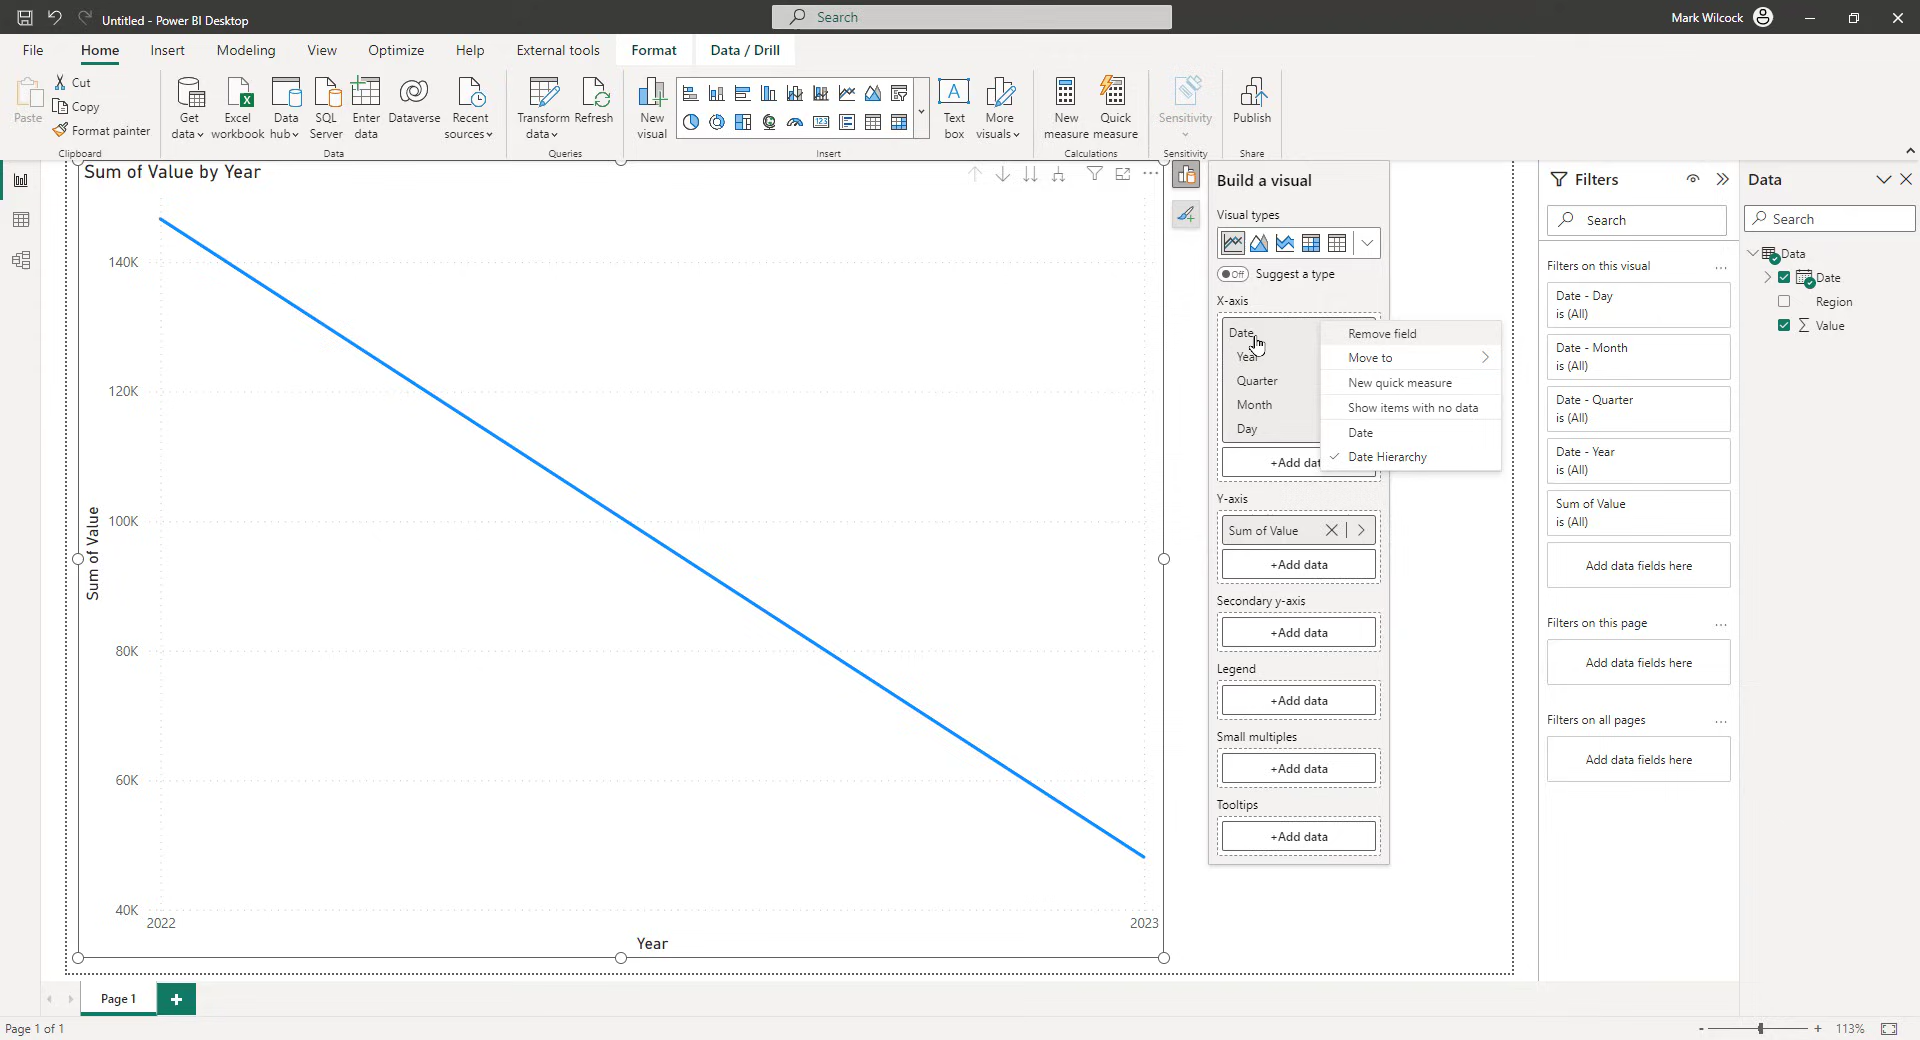 Untitled - Power BI Desktop
Search
Mark Wilcock
File
Home
Insert
Modeling
View
Optimize
Help
External tools
Format
Data / Drill
Paste
Cut
Copy
Format painter
Clipboard
Get
data
Excel
workbook
Data
hub
SQL
Server
Enter
data
Dataverse
Recent
sources
Data
Transform
data
Refresh
Queries
New
visual
Text
box
More
visuals
Insert
New
measure
Quick
measure
Calculations
Sensitivity
Sensitivity
Publish
Share
Sum of Value by Year
140K
120K
100K
80K
60K
40K
Sum of Value
2022
2023
Year
Build a visual
Visual types
Off
Suggest a type
X-axis
Date
Year
Quarter
Month
Day
+Add dat
Remove field
Move to
New quick measure
Show items with no data
Date
Date Hierarchy
Y-axis
Sum of Value
+Add data
Secondary y-axis
+Add data
Legend
+Add data
Small multiples
+Add data
Tooltips
+Add data
Filters
Search
Filters on this visual
Date - Day
is (All)
Date - Month
is (All)
Date - Quarter
is (All)
Date - Year
is (All)
Sum of Value
is (All)
Add data fields here
Filters on this page
Add data fields here
Filters on all pages
Add data fields here
Data
Search
Data
Date
Region
Value
Page 1
Page 1 of 1
- + 113%